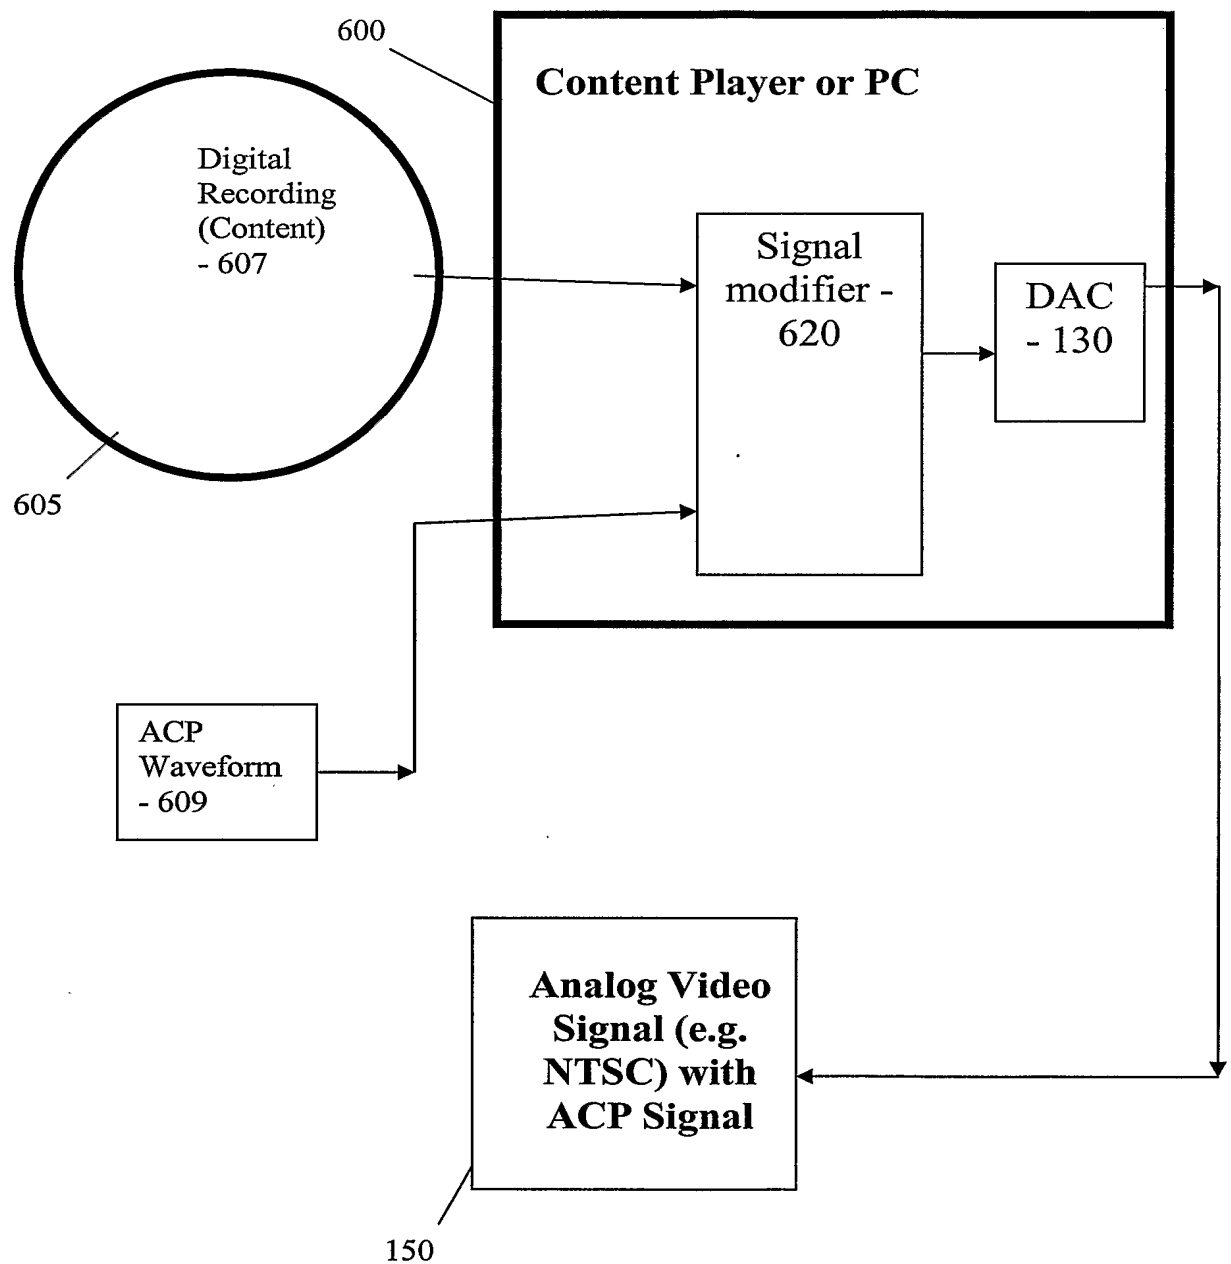 600
Content Player or PC
Digital
Recording
(Content)
- 607
Signal
modifier -
620
DAC
- 130
605
ACP
Waveform
- 609
Analog Video
Signal (e.g.
NTSC) with
ACP Signal
150